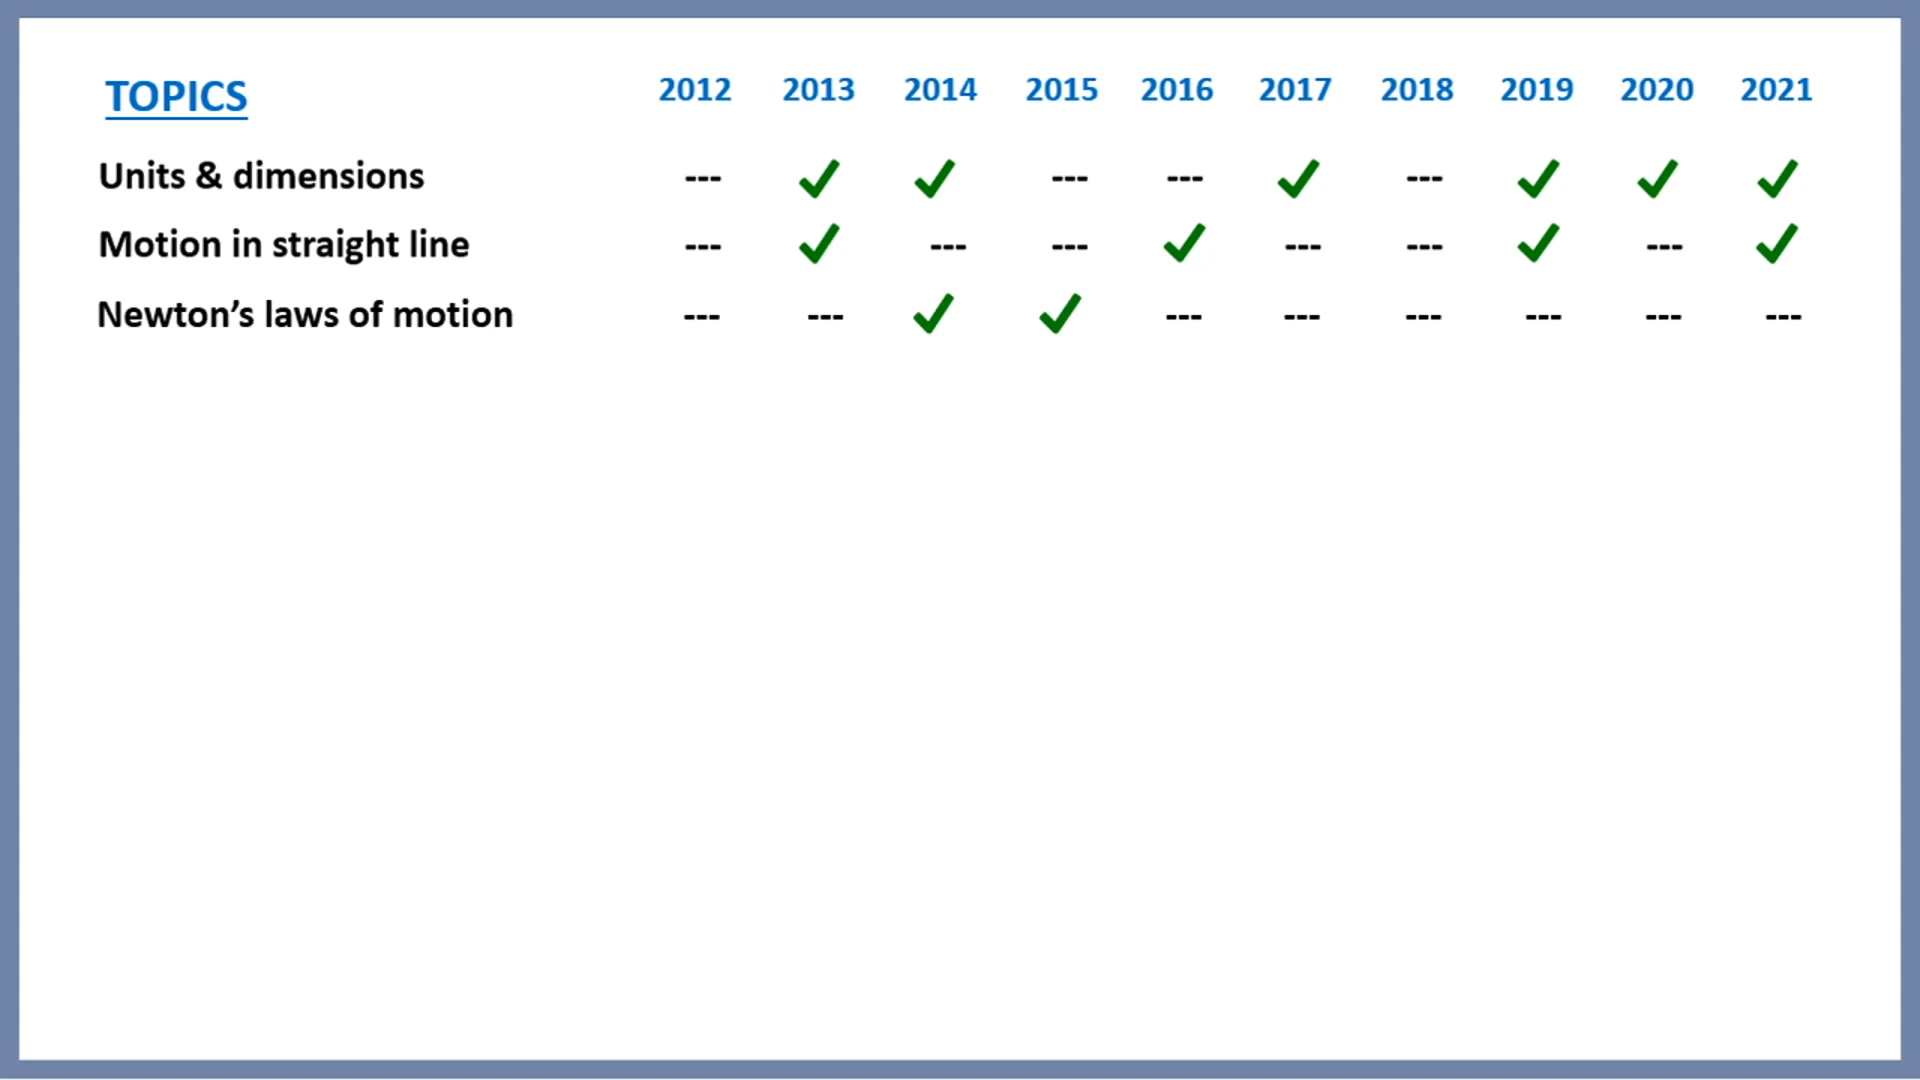 TOPICS 2012 2013 2014 2015 2016 2017 2018 2019 2020 2021
Units & dimensions --- ✓ ✓ --- --- ✓ --- ✓ ✓ ✓
Motion in straight line --- ✓ --- --- ✓ --- --- ✓ --- ✓
Newton’s laws of motion --- --- ✓ ✓ --- --- --- --- --- ---